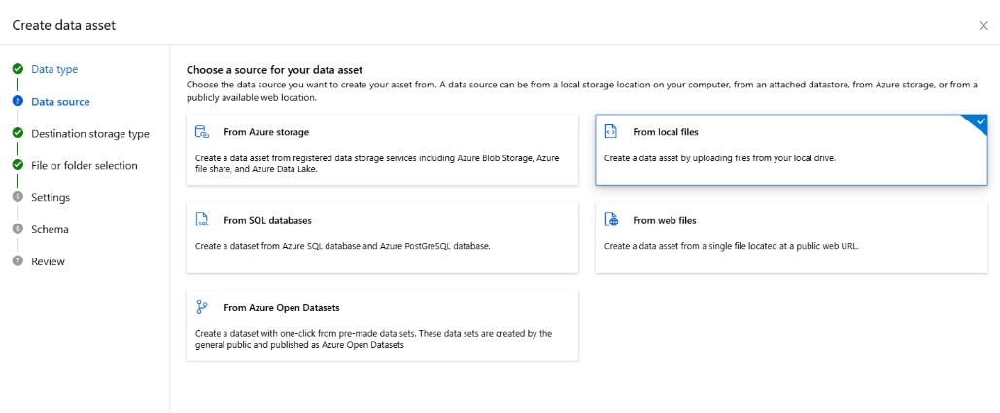 Create data asset
Data type
2 Data source
Destination storage type
File or folder selection
5 Settings
6 Schema
7 Review
Choose a source for your data asset
Choose the data source you want to create your asset from. A data source can be from a local storage location on your computer, from an attached datastore, from Azure storage, or from a
publicly available web location.
From Azure storage
Create a data asset from registered data storage services including Azure Blob Storage, Azure
file share, and Azure Data Lake.
From local files
Create a data asset by uploading files from your local drive.
SQL
From SQL databases
Create a dataset from Azure SQL database and Azure PostGreSQL database.
From web files
Create a data asset from a single file located at a public web URL.
From Azure Open Datasets
Create a dataset with one-click from pre-made data sets. These data sets are created by the
general public and published as Azure Open Datasets